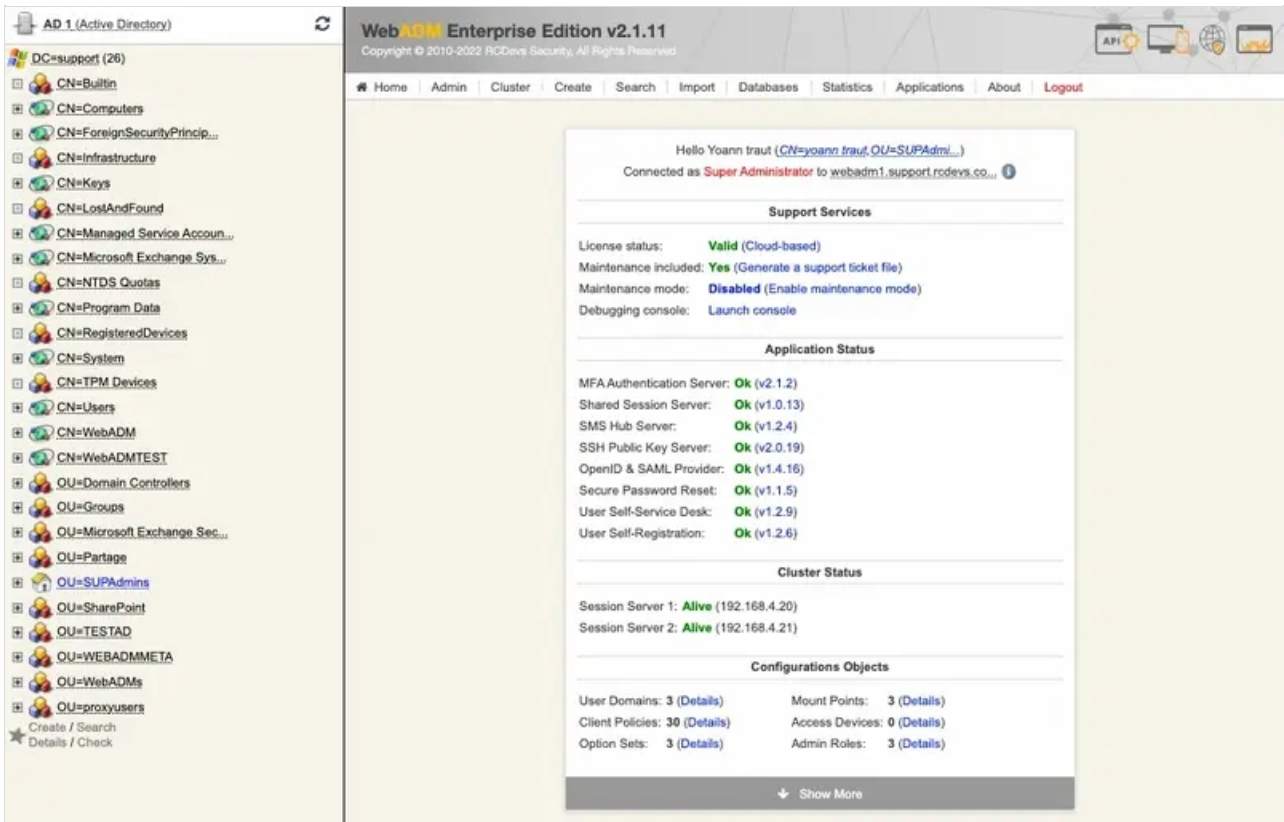 AD 1 (Active Directory)
DC=support (26)
CN=Builtin
CN=Computers
CN=ForeignSecurityPrincip...
CN=Infrastructure
CN=Keys
CN=LostAndFound
CN=Managed Service Accoun...
CN=Microsoft Exchange Sys...
CN=NTDS Quotas
CN=Program Data
CN=RegisteredDevices
CN=System
CN=TPM Devices
CN=Users
CN=WebADM
CN=WebADMTEST
OU=Domain Controllers
OU=Groups
OU=Microsoft Exchange Sec...
OU=Partage
OU=SUPAdmins
OU=SharePoint
OU=TESTAD
OU=WEBADMMETA
OU=WebADMs
OU=proxyusers
Create / Search
Details / Check
WebADM Enterprise Edition v2.1.11
Copyright © 2010-2022 RCDevs Security, All Rights Reserved
API
Home Admin Cluster Create Search Import Databases Statistics Applications About Logout
Hello Yoann traut (CN=yoann traut,OU=SUPAdmi...)
Connected as Super Administrator to webadm1.support.rcdevs.co...
Support Services
License status: Valid (Cloud-based)
Maintenance included: Yes (Generate a support ticket file)
Maintenance mode: Disabled (Enable maintenance mode)
Debugging console: Launch console
Application Status
MFA Authentication Server: Ok (v2.1.2)
Shared Session Server: Ok (v1.0.13)
SMS Hub Server: Ok (v1.2.4)
SSH Public Key Server: Ok (v2.0.19)
OpenID & SAML Provider: Ok (v1.4.16)
Secure Password Reset: Ok (v1.1.5)
User Self-Service Desk: Ok (v1.2.9)
User Self-Registration: Ok (v1.2.6)
Cluster Status
Session Server 1: Alive (192.168.4.20)
Session Server 2: Alive (192.168.4.21)
Configurations Objects
User Domains: 3 (Details) Mount Points: 3 (Details)
Client Policies: 30 (Details) Access Devices: 0 (Details)
Option Sets: 3 (Details) Admin Roles: 3 (Details)
Show More